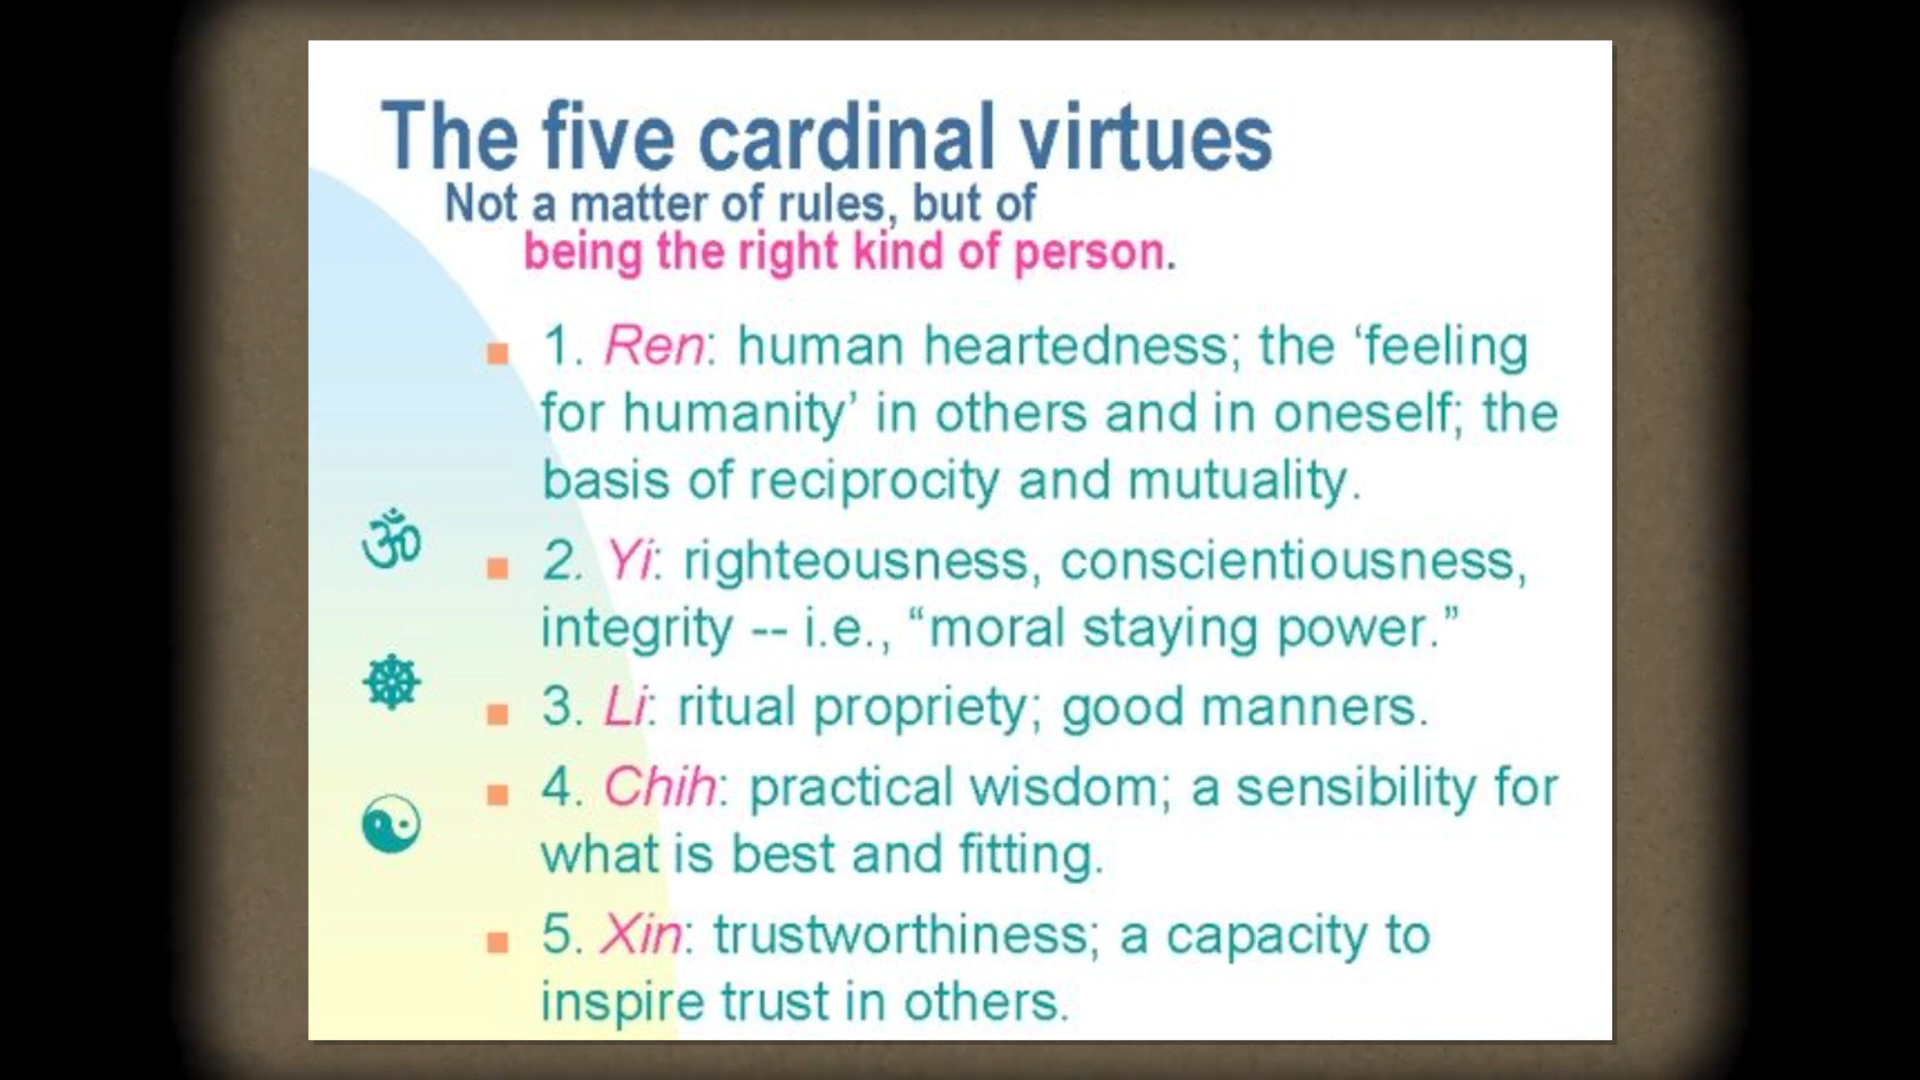 The five cardinal virtues
Not a matter of rules, but of
being the right kind of person.
1. Ren: human heartedness; the ‘feeling
for humanity’ in others and in oneself; the
basis of reciprocity and mutuality.
2. Yi: righteousness, conscientiousness,
integrity -- i.e., “moral staying power.”
3. Li: ritual propriety; good manners.
4. Chih: practical wisdom; a sensibility for
what is best and fitting.
5. Xin: trustworthiness; a capacity to
inspire trust in others.
ॐ